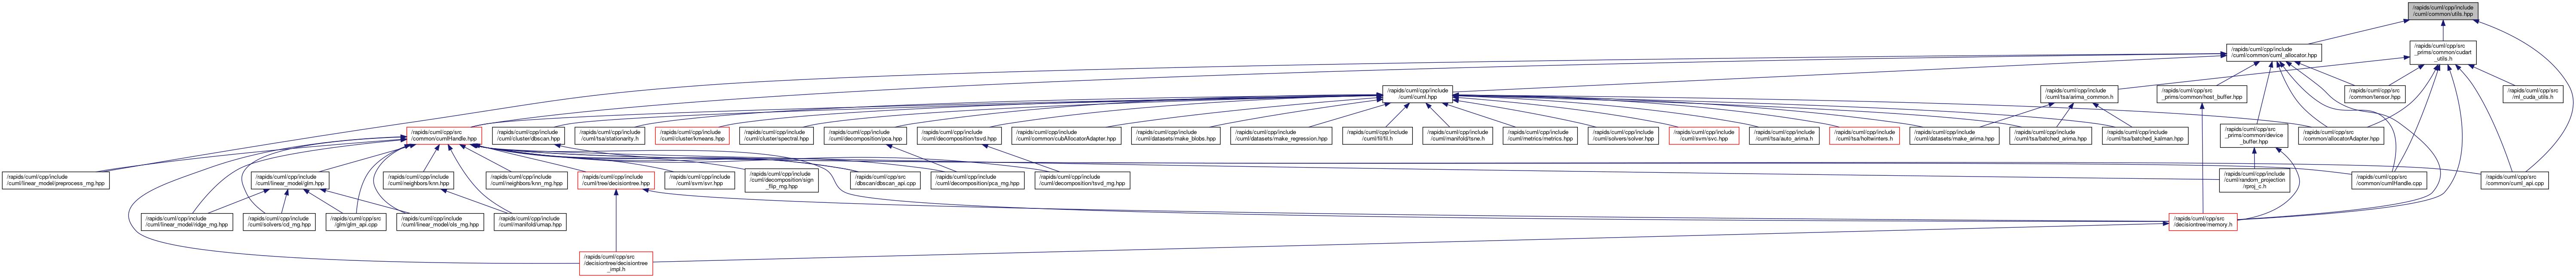 /rapids/cuml/cpp/include
/cuml/common/utils.hpp
/rapids/cuml/cpp/include
/cuml/common/cuml_allocator.hpp
/rapids/cuml/cpp/src
_prims/common/cudart
_utils.h
/rapids/cuml/cpp/include
/cuml/cuml.hpp
/rapids/cuml/cpp/include
/cuml/tsa/arima_common.h
/rapids/cuml/cpp/src
_prims/common/host_buffer.hpp
/rapids/cuml/cpp/src
/common/tensor.hpp
/rapids/cuml/cpp/src
/ml_cuda_utils.h
/rapids/cuml/cpp/src
/common/cumlHandle.hpp
/rapids/cuml/cpp/include
/cuml/cluster/dbscan.hpp
/rapids/cuml/cpp/include
/cuml/tsa/stationarity.h
/rapids/cuml/cpp/include
/cuml/cluster/kmeans.hpp
/rapids/cuml/cpp/include
/cuml/cluster/spectral.hpp
/rapids/cuml/cpp/include
/cuml/decomposition/pca.hpp
/rapids/cuml/cpp/include
/cuml/decomposition/tsvd.hpp
/rapids/cuml/cpp/include
/cuml/common/cubAllocatorAdapter.hpp
/rapids/cuml/cpp/include
/cuml/datasets/make_blobs.hpp
/rapids/cuml/cpp/include
/cuml/datasets/make_regression.hpp
/rapids/cuml/cpp/include
/cuml/fil/fil.h
/rapids/cuml/cpp/include
/cuml/manifold/tsne.h
/rapids/cuml/cpp/include
/cuml/metrics/metrics.hpp
/rapids/cuml/cpp/include
/cuml/solvers/solver.hpp
/rapids/cuml/cpp/include
/cuml/svm/svc.hpp
/rapids/cuml/cpp/include
/cuml/tsa/auto_arima.h
/rapids/cuml/cpp/include
/cuml/tsa/holtwinters.h
/rapids/cuml/cpp/include
/cuml/datasets/make_arima.hpp
/rapids/cuml/cpp/include
/cuml/tsa/batched_arima.hpp
/rapids/cuml/cpp/include
/cuml/tsa/batched_kalman.hpp
/rapids/cuml/cpp/src
_prims/common/device
_buffer.hpp
/rapids/cuml/cpp/src
/common/allocatorAdapter.hpp
/rapids/cuml/cpp/include
/cuml/linear_model/preprocess_mg.hpp
/rapids/cuml/cpp/include
/cuml/linear_model/glm.hpp
/rapids/cuml/cpp/include
/cuml/neighbors/knn.hpp
/rapids/cuml/cpp/include
/cuml/neighbors/knn_mg.hpp
/rapids/cuml/cpp/include
/cuml/tree/decisiontree.hpp
/rapids/cuml/cpp/include
/cuml/svm/svr.hpp
/rapids/cuml/cpp/include
/cuml/decomposition/sign
_flip_mg.hpp
/rapids/cuml/cpp/src
/dbscan/dbscan_api.cpp
/rapids/cuml/cpp/include
/cuml/decomposition/pca_mg.hpp
/rapids/cuml/cpp/include
/cuml/decomposition/tsvd_mg.hpp
/rapids/cuml/cpp/include
/cuml/random_projection
/rproj_c.h
/rapids/cuml/cpp/src
/common/cumlHandle.cpp
/rapids/cuml/cpp/src
/common/cuml_api.cpp
/rapids/cuml/cpp/include
/cuml/linear_model/ridge_mg.hpp
/rapids/cuml/cpp/include
/cuml/solvers/cd_mg.hpp
/rapids/cuml/cpp/src
/glm/glm_api.cpp
/rapids/cuml/cpp/include
/cuml/linear_model/ols_mg.hpp
/rapids/cuml/cpp/include
/cuml/manifold/umap.hpp
/rapids/cuml/cpp/src
/decisiontree/memory.h
/rapids/cuml/cpp/src
/decisiontree/decisiontree
_impl.h